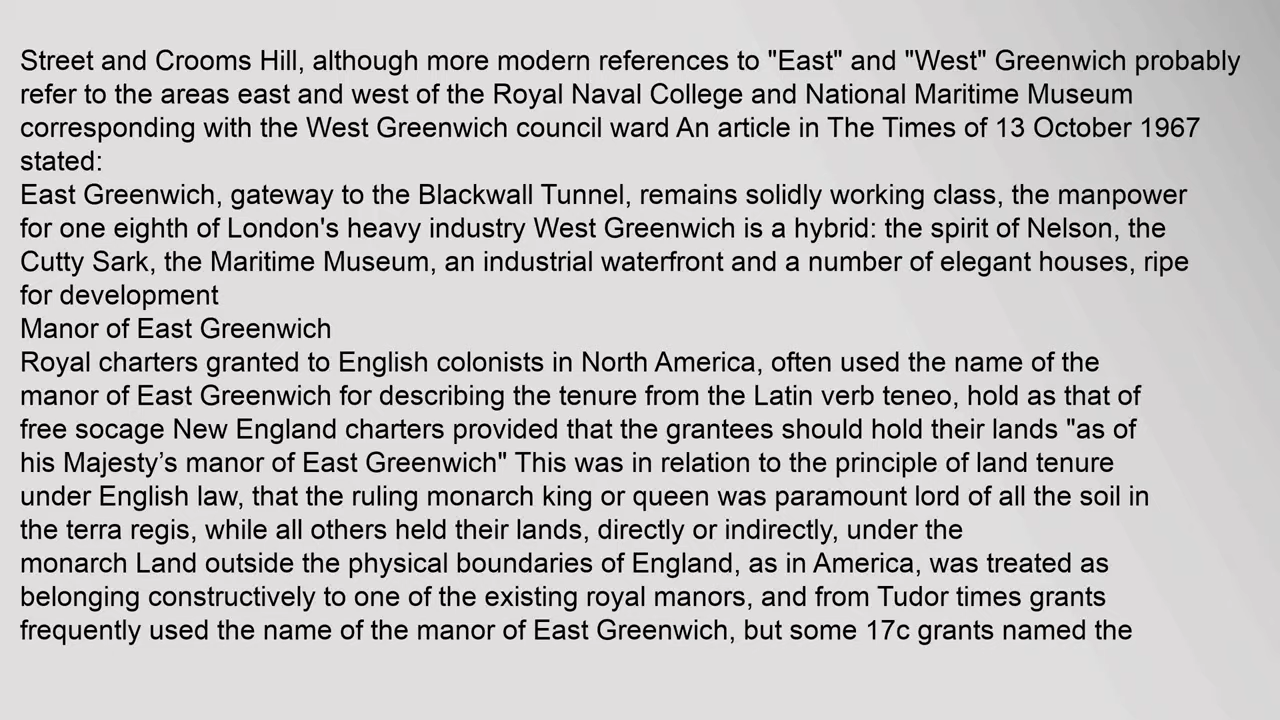 Street and Crooms Hill, although more modern references to "East" and "West" Greenwich probably
refer to the areas east and west of the Royal Naval College and National Maritime Museum
corresponding with the West Greenwich council ward An article in The Times of 13 October 1967
stated:
East Greenwich, gateway to the Blackwall Tunnel, remains solidly working class, the manpower
for one eighth of London's heavy industry West Greenwich is a hybrid: the spirit of Nelson, the
Cutty Sark, the Maritime Museum, an industrial waterfront and a number of elegant houses, ripe
for development
Manor of East Greenwich
Royal charters granted to English colonists in North America, often used the name of the
manor of East Greenwich for describing the tenure from the Latin verb teneo, hold as that of
free socage New England charters provided that the grantees should hold their lands "as of
his Majesty’s manor of East Greenwich" This was in relation to the principle of land tenure
under English law, that the ruling monarch king or queen was paramount lord of all the soil in
the terra regis, while all others held their lands, directly or indirectly, under the
monarch Land outside the physical boundaries of England, as in America, was treated as
belonging constructively to one of the existing royal manors, and from Tudor times grants
frequently used the name of the manor of East Greenwich, but some 17c grants named the